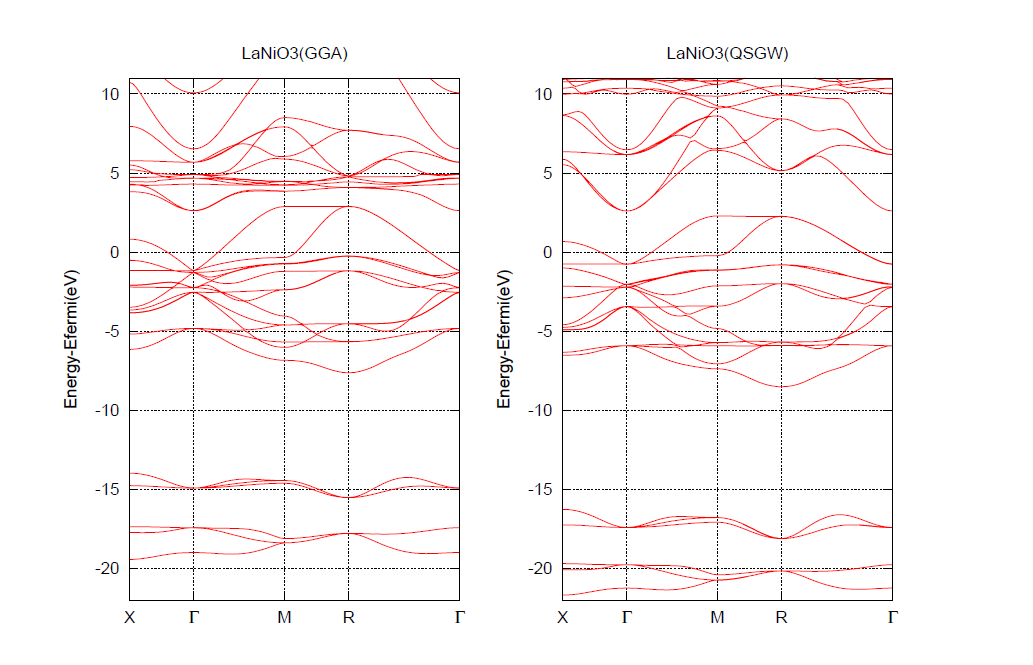 LaNiO3(GGA)
Energy-Efermi(eV)
10
5
0
-5
-10
-15
-20
X Γ M R Γ
LaNiO3(QSGW)
Energy-Efermi(eV)
10
5
0
-5
-10
-15
-20
X Γ M R Γ